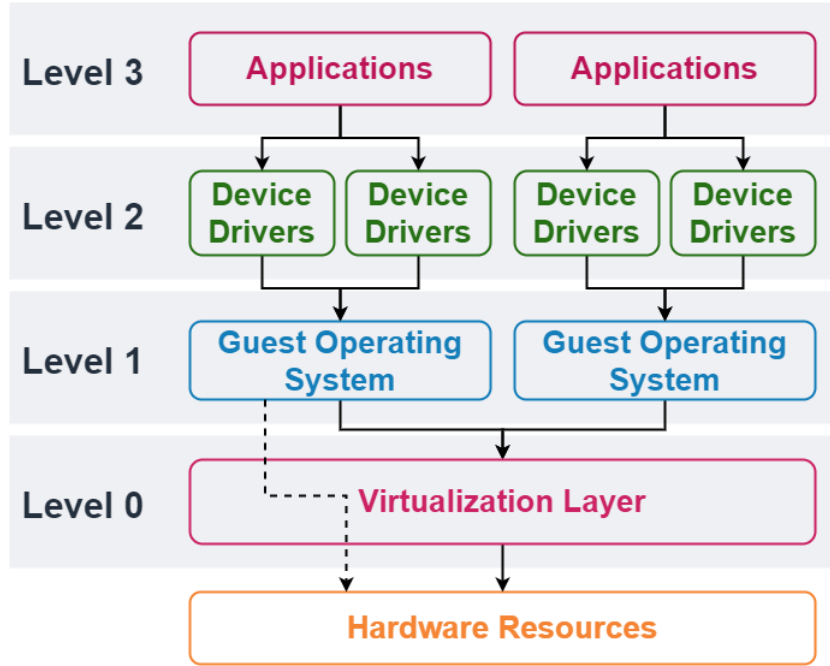 Level 3
Applications
Applications
Level 2
Device
Drivers
Device
Drivers
Device
Drivers
Device
Drivers
Level 1
Guest Operating
System
Guest Operating
System
Level 0
Virtualization Layer
Hardware Resources